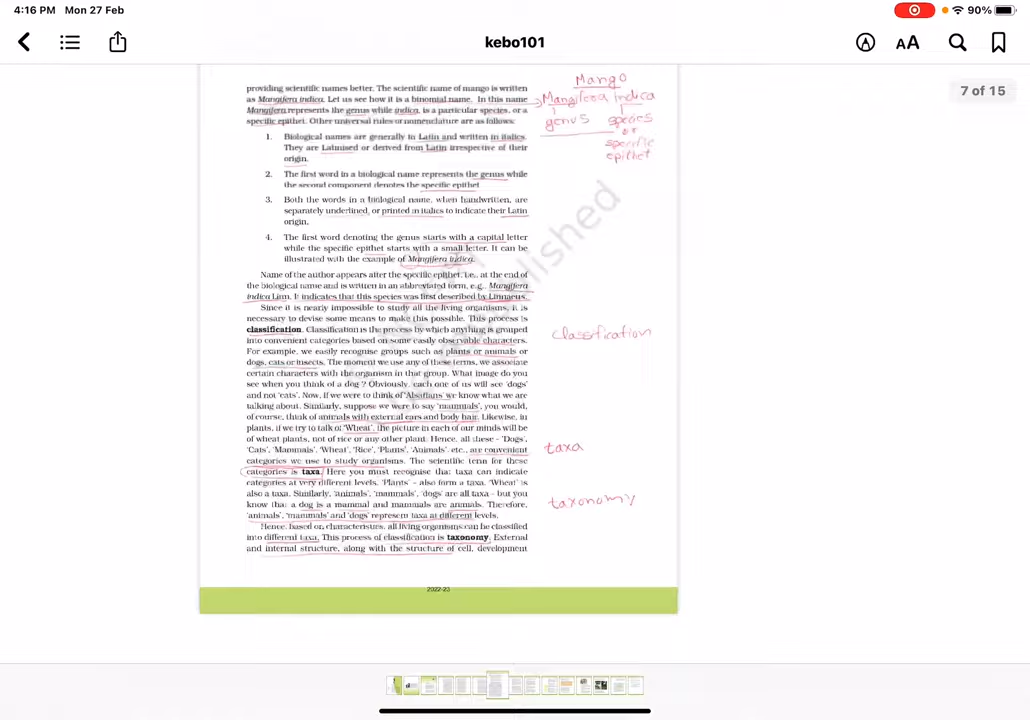 4:16 PM Mon 27 Feb
90%
kebo101
AA
7 of 15
providing scientific names better. The scientific name of mango is written
as Mangifera indica. Let us see how it is a binomial name. In this name
Mangifera represents the genus while indica, is a particular species, or a
specific epithet. Other universal rules of nomenclature are as follows:
1. Biological names are generally in Latin and written in italics.
They are Latinised or derived from Latin irrespective of their
origin.
2. The first word in a biological name represents the genus while
the second component denotes the specific epithet.
3. Both the words in a biological name, when handwritten, are
separately underlined, or printed in italics to indicate their Latin
origin.
4. The first word denoting the genus starts with a capital letter
while the specific epithet starts with a small letter. It can be
illustrated with the example of Mangifera indica.
Name of the author appears after the specific epithet, i.e., at the end of
the biological name and is written in an abbreviated form, e.g., Mangifera
indica Linn. It indicates that this species was first described by Linnaeus.
Since it is nearly impossible to study all the living organisms, it is
necessary to devise some means to make this possible. This process is
classification. Classification is the process by which anything is grouped
into convenient categories based on some easily observable characters.
For example, we easily recognise groups such as plants or animals or
dogs, cats or insects. The moment we use any of these terms, we associate
certain characters with the organism in that group. What image do you
see when you think of a dog ? Obviously, each one of us will see 'dogs'
and not 'cats'. Now, if we were to think of 'Alsatians' we know what we are
talking about. Similarly, suppose we were to say 'mammals', you would,
of course, think of animals with external ears and body hair. Likewise, in
plants, if we try to talk of 'Wheat', the picture in each of our minds will be
of wheat plants, not of rice or any other plant. Hence, all these - 'Dogs',
'Cats', 'Mammals', 'Wheat', 'Rice', 'Plants', 'Animals', etc., are convenient
categories we use to study organisms. The scientific term for these
categories is taxa. Here you must recognise that taxa can indicate
categories at very different levels. 'Plants' – also form a taxa. 'Wheat' is
also a taxa. Similarly, 'animals', 'mammals', 'dogs' are all taxa – but you
know that a dog is a mammal and mammals are animals. Therefore,
'animals', 'mammals' and 'dogs' represent taxa at different levels.
Hence, based on characteristics, all living organisms can be classified
into different taxa. This process of classification is taxonomy. External
and internal structure, along with the structure of cell, development
Mango
Mangifera indica
genus species
or
specific
epithet
classification
taxa
taxonomy
2022-23